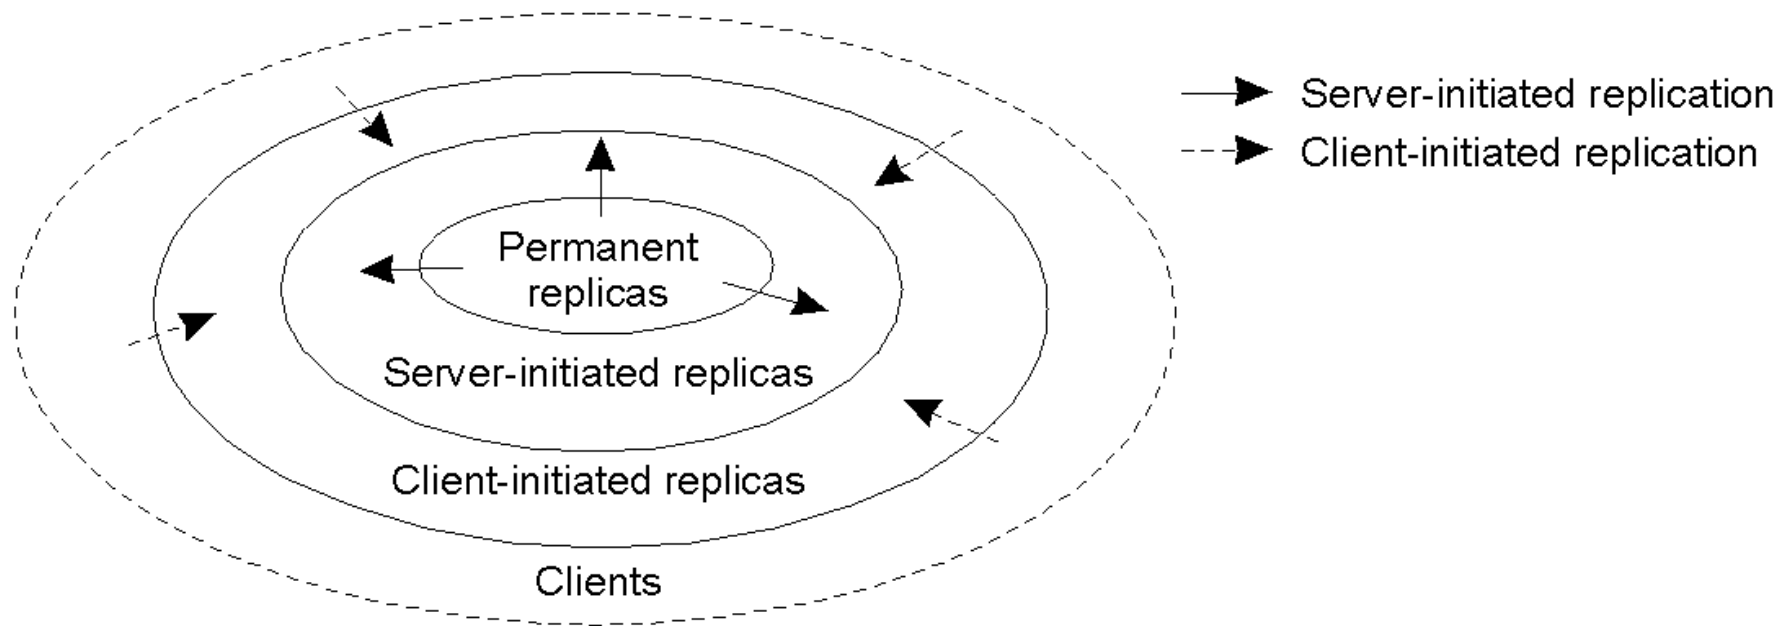 Server-initiated replication
Client-initiated replication
Permanent
replicas
Server-initiated replicas
Client-initiated replicas
Clients